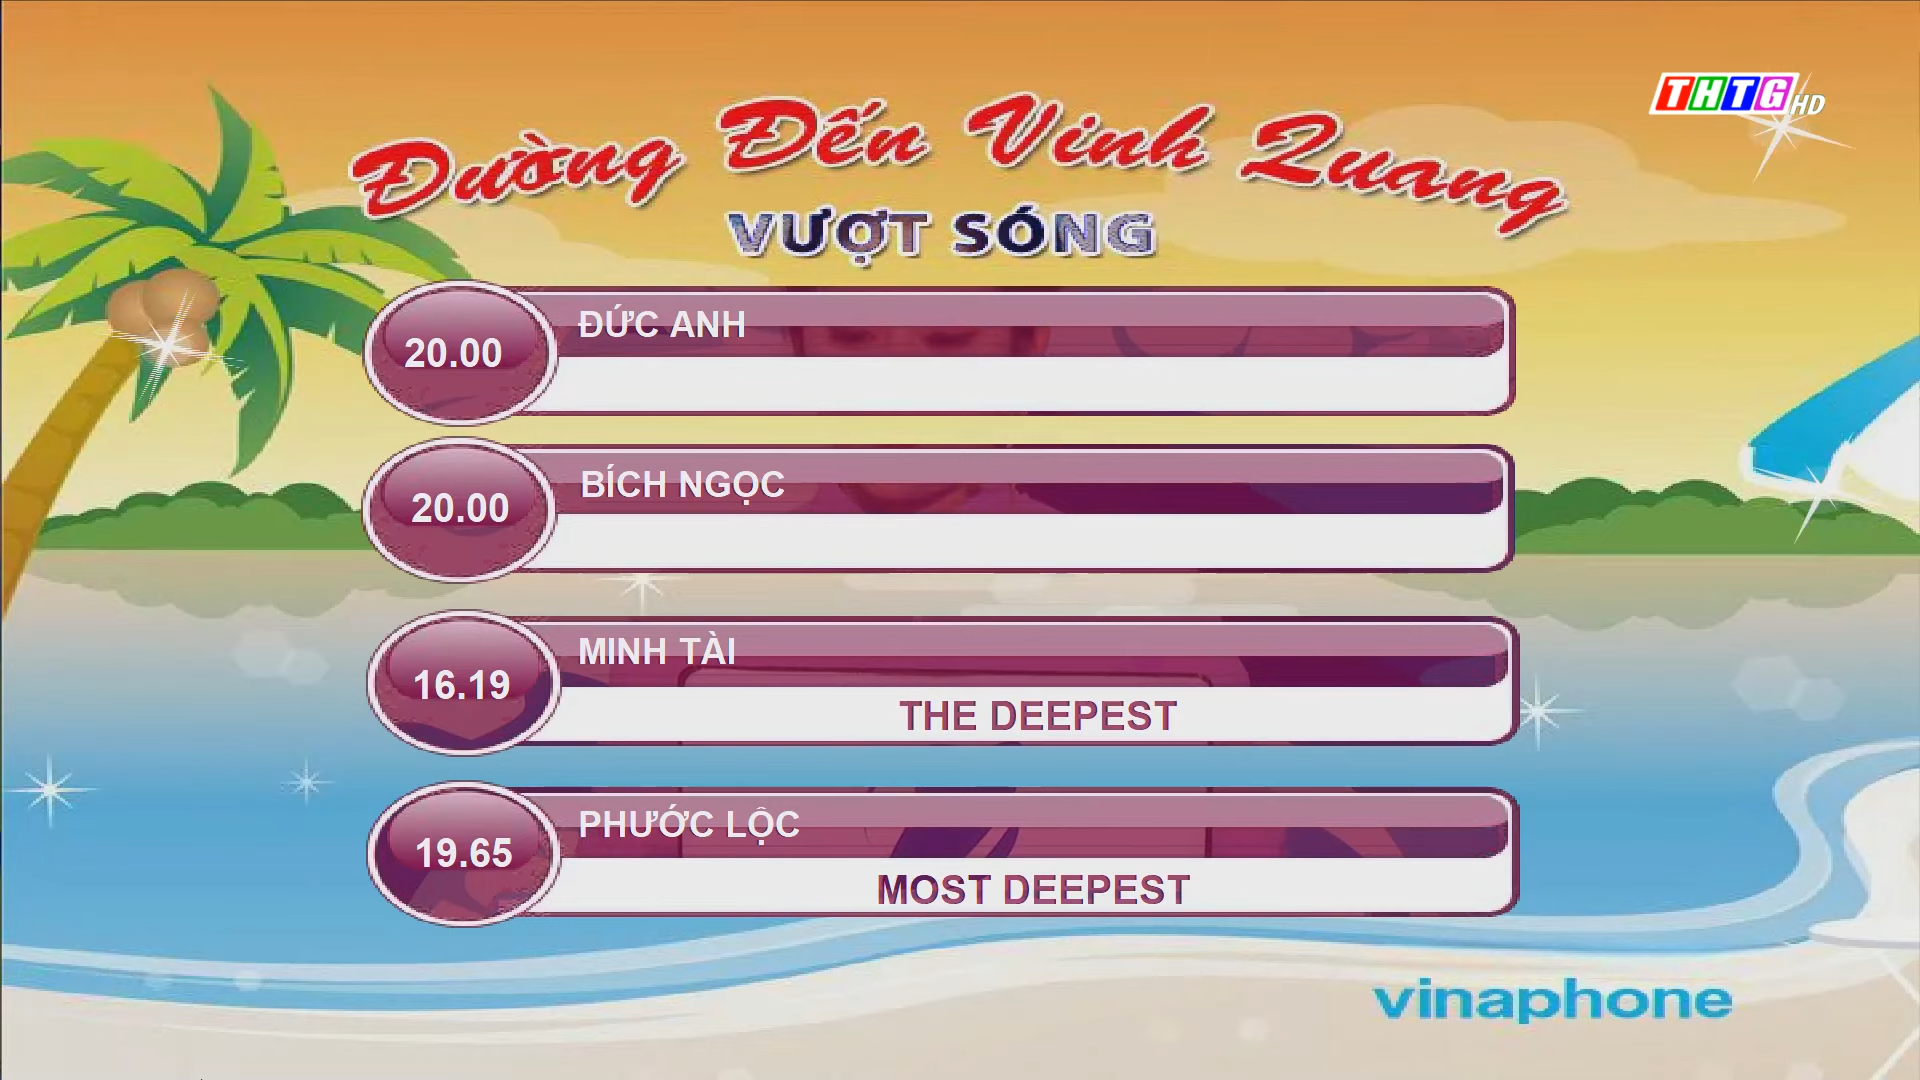 THTG HD
Đường Đến Vinh Quang
VƯỢT SÓNG
20.00
ĐỨC ANH
20.00
BÍCH NGỌC
16.19
MINH TÀI
THE DEEPEST
19.65
PHƯỚC LỘC
MOST DEEPEST
vinaphone